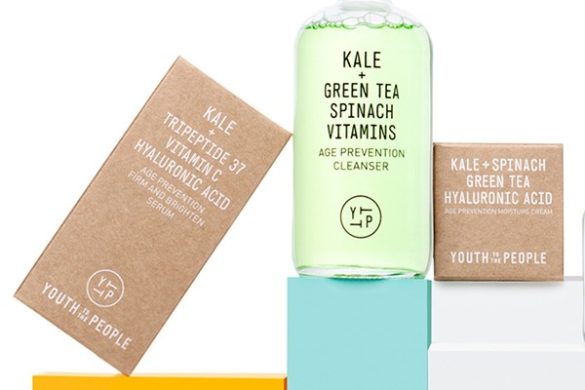 KALE
+
TRIPEPTIDE 37
VITAMIN C
HYALURONIC ACID
AGE PREVENTION
FIRM AND BRIGHTEN
SERUM
YTTP
YOUTH TO THE PEOPLE
KALE
+
GREEN TEA
SPINACH
VITAMINS
AGE PREVENTION
CLEANSER
YTTP
KALE + SPINACH
GREEN TEA
HYALURONIC ACID
AGE PREVENTION MOISTURE CREAM
YOUTH TO THE PEOPLE